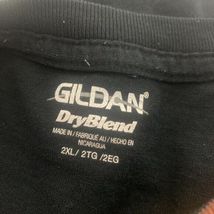 GILDAN®
DryBlend
MADE IN / FABRIQUÉ AU / HECHO EN
NICARAGUA
2XL / 2TG / 2EG